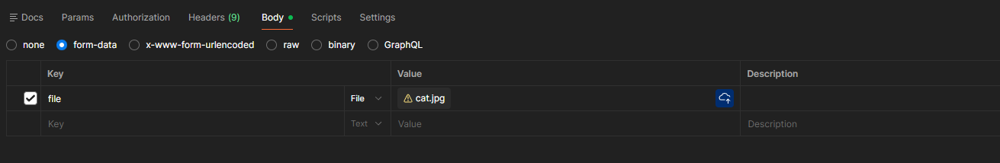 Docs Params Authorization Headers (9) Body Scripts Settings
none form-data x-www-form-urlencoded raw binary GraphQL
Key Value Description
file File cat.jpg
Key Text Value Description